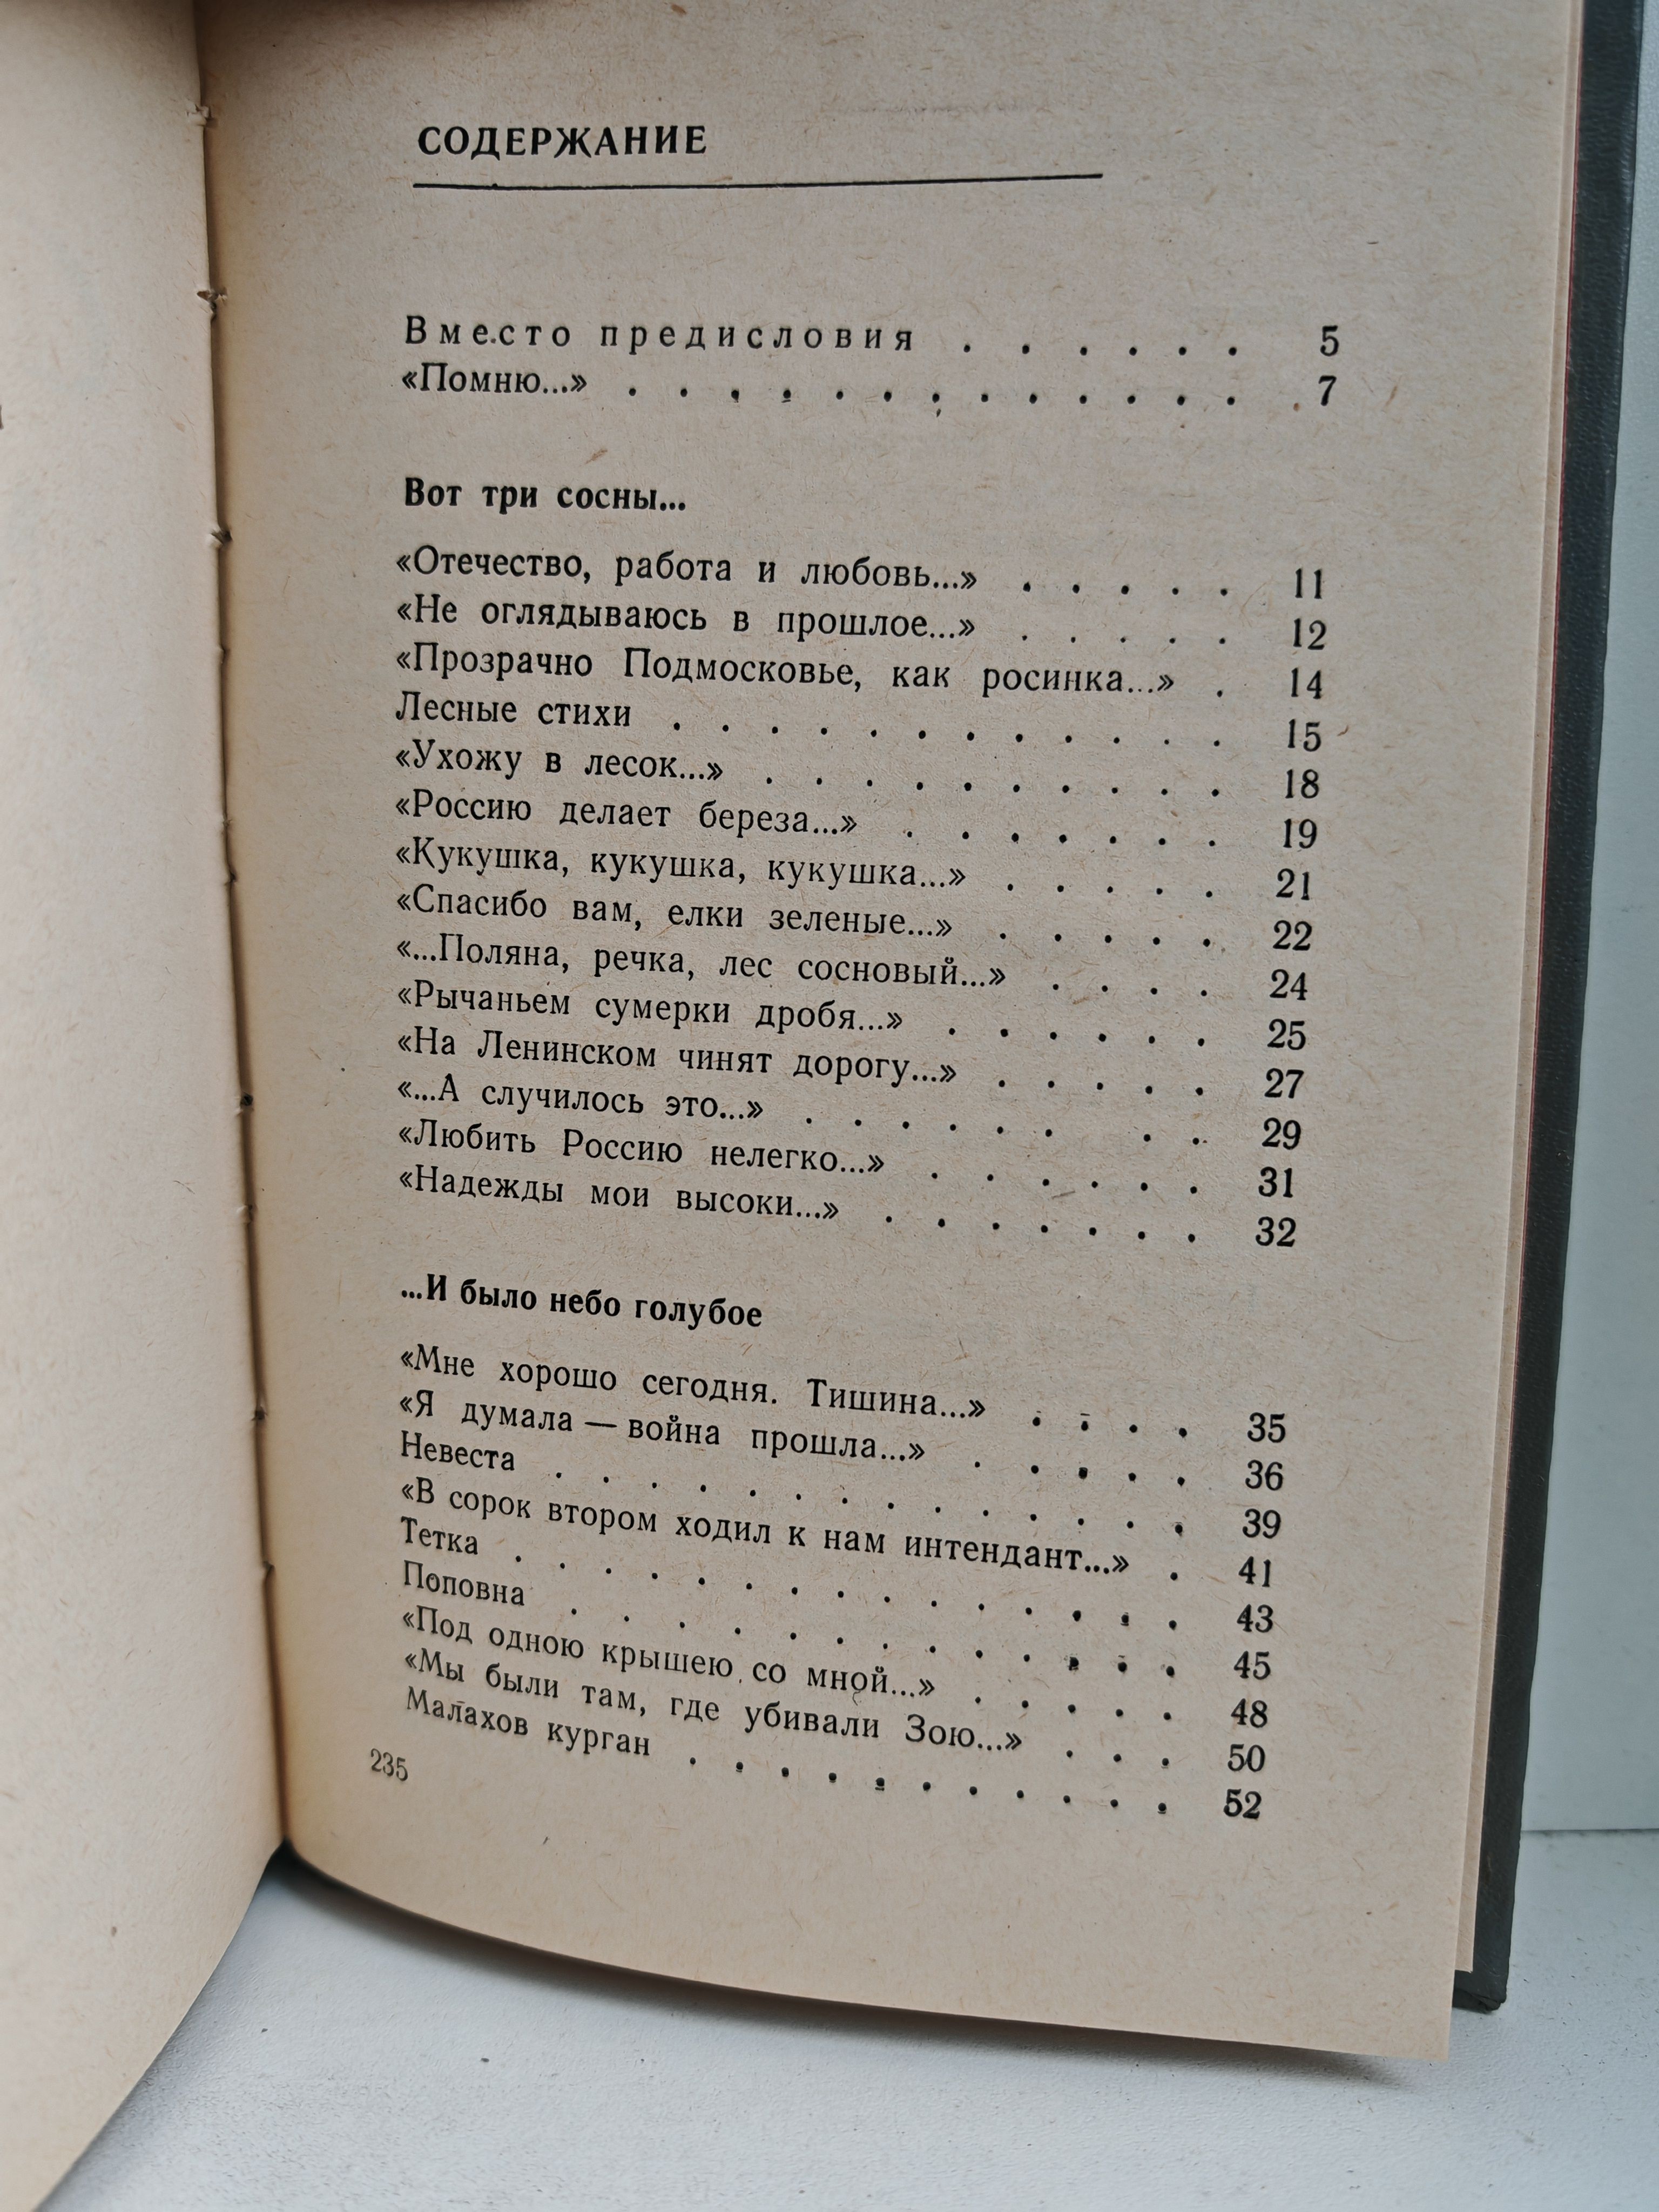 СОДЕРЖАНИЕ
Вместо предисловия . . . . . . 5
«Помню...» . . . . . . . . . . . . . 7
Вот три сосны...
«Отечество, работа и любовь...» . . . . . 11
«Не оглядываюсь в прошлое...» . . . . . 12
«Прозрачно Подмосковье, как росинка...» . 14
Лесные стихи . . . . . . . . . . . . 15
«Ухожу в лесок...» . . . . . . . . . . 18
«Россию делает береза...» . . . . . . . 19
«Кукушка, кукушка, кукушка...» . . . . . 21
«Спасибо вам, елки зеленые...» . . . . . 22
«...Поляна, речка, лес сосновый...» . . . . 24
«Рычаньем сумерки дробя...» . . . . . . 25
«На Ленинском чинят дорогу...» . . . . . 27
«...А случилось это...» . . . . . . . . 29
«Любить Россию нелегко...» . . . . . . 31
«Надежды мои высоки...» . . . . . . . 32
...И было небо голубое
«Мне хорошо сегодня. Тишина...» . . . . 35
«Я думала — война прошла...» . . . . . 36
Невеста . . . . . . . . . . . . . 39
«В сорок втором ходил к нам интендант...» . 41
Тетка . . . . . . . . . . . . . . 43
Поповна . . . . . . . . . . . . 45
«Под одною крышею со мной...» . . . . . 48
«Мы были там, где убивали Зою...» . . . 50
Малахов курган . . . . . . . . . . . 52
235